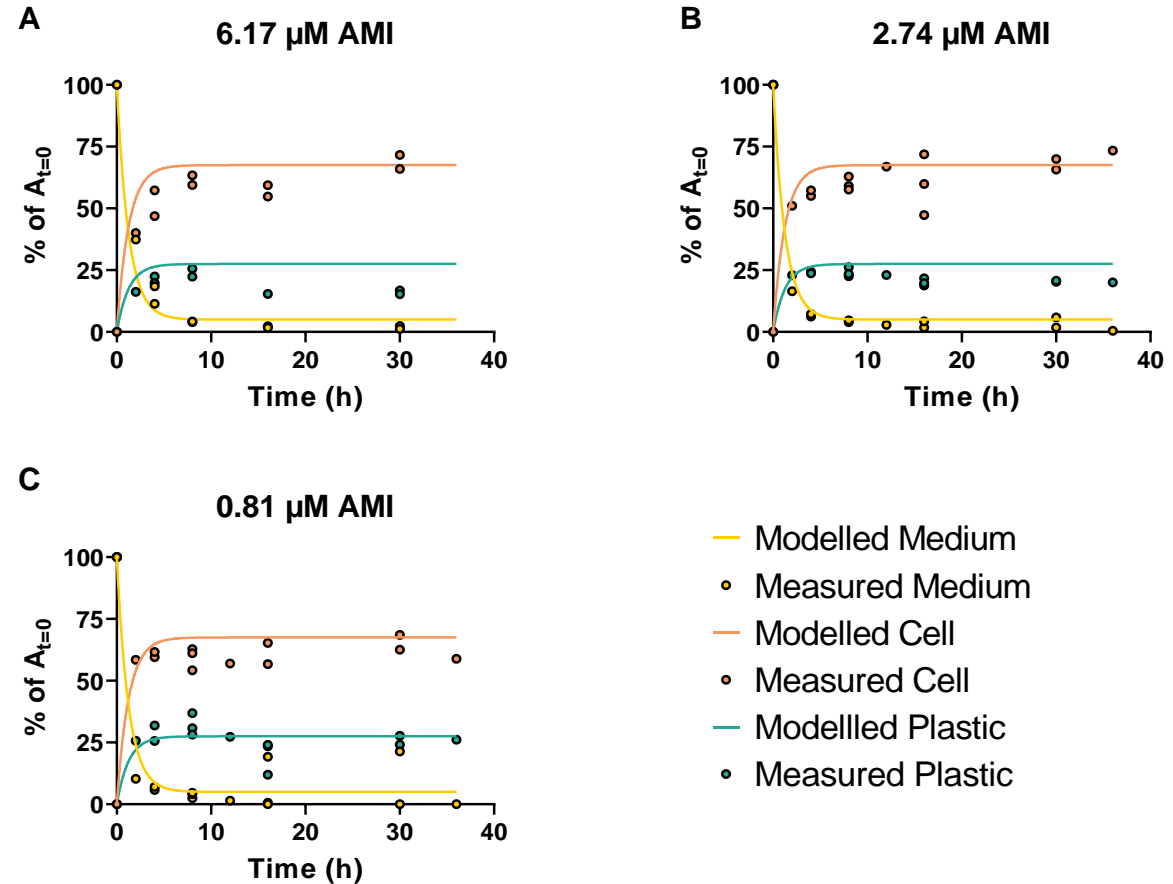 A
6.17 µM AMI
100
75
50
25
0
% of At=0
0 10 20 30 40
Time (h)
B
2.74 µM AMI
100
75
50
25
0
% of At=0
0 10 20 30 40
Time (h)
C
0.81 µM AMI
100
75
50
25
0
% of At=0
0 10 20 30 40
Time (h)
Modelled Medium
Measured Medium
Modelled Cell
Measured Cell
Modellled Plastic
Measured Plastic